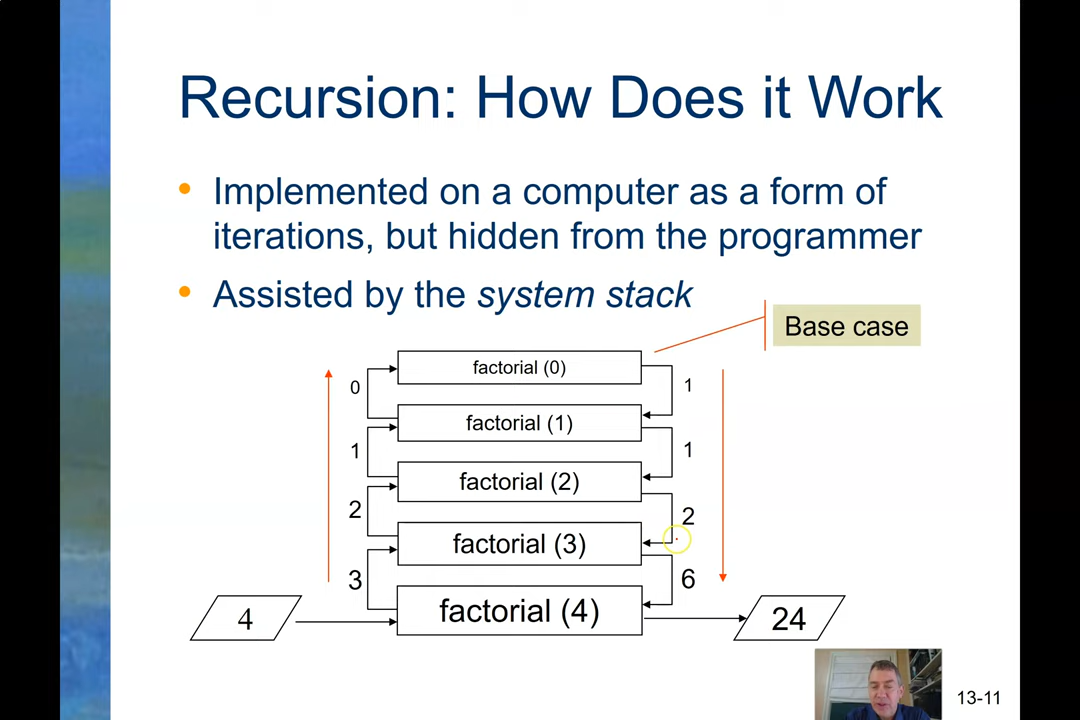 Recursion: How Does it Work
• Implemented on a computer as a form of
iterations, but hidden from the programmer
• Assisted by the system stack
Base case
factorial (0)
0
1
factorial (1)
1
1
factorial (2)
2
2
factorial (3)
3
6
4
factorial (4)
24
13-11